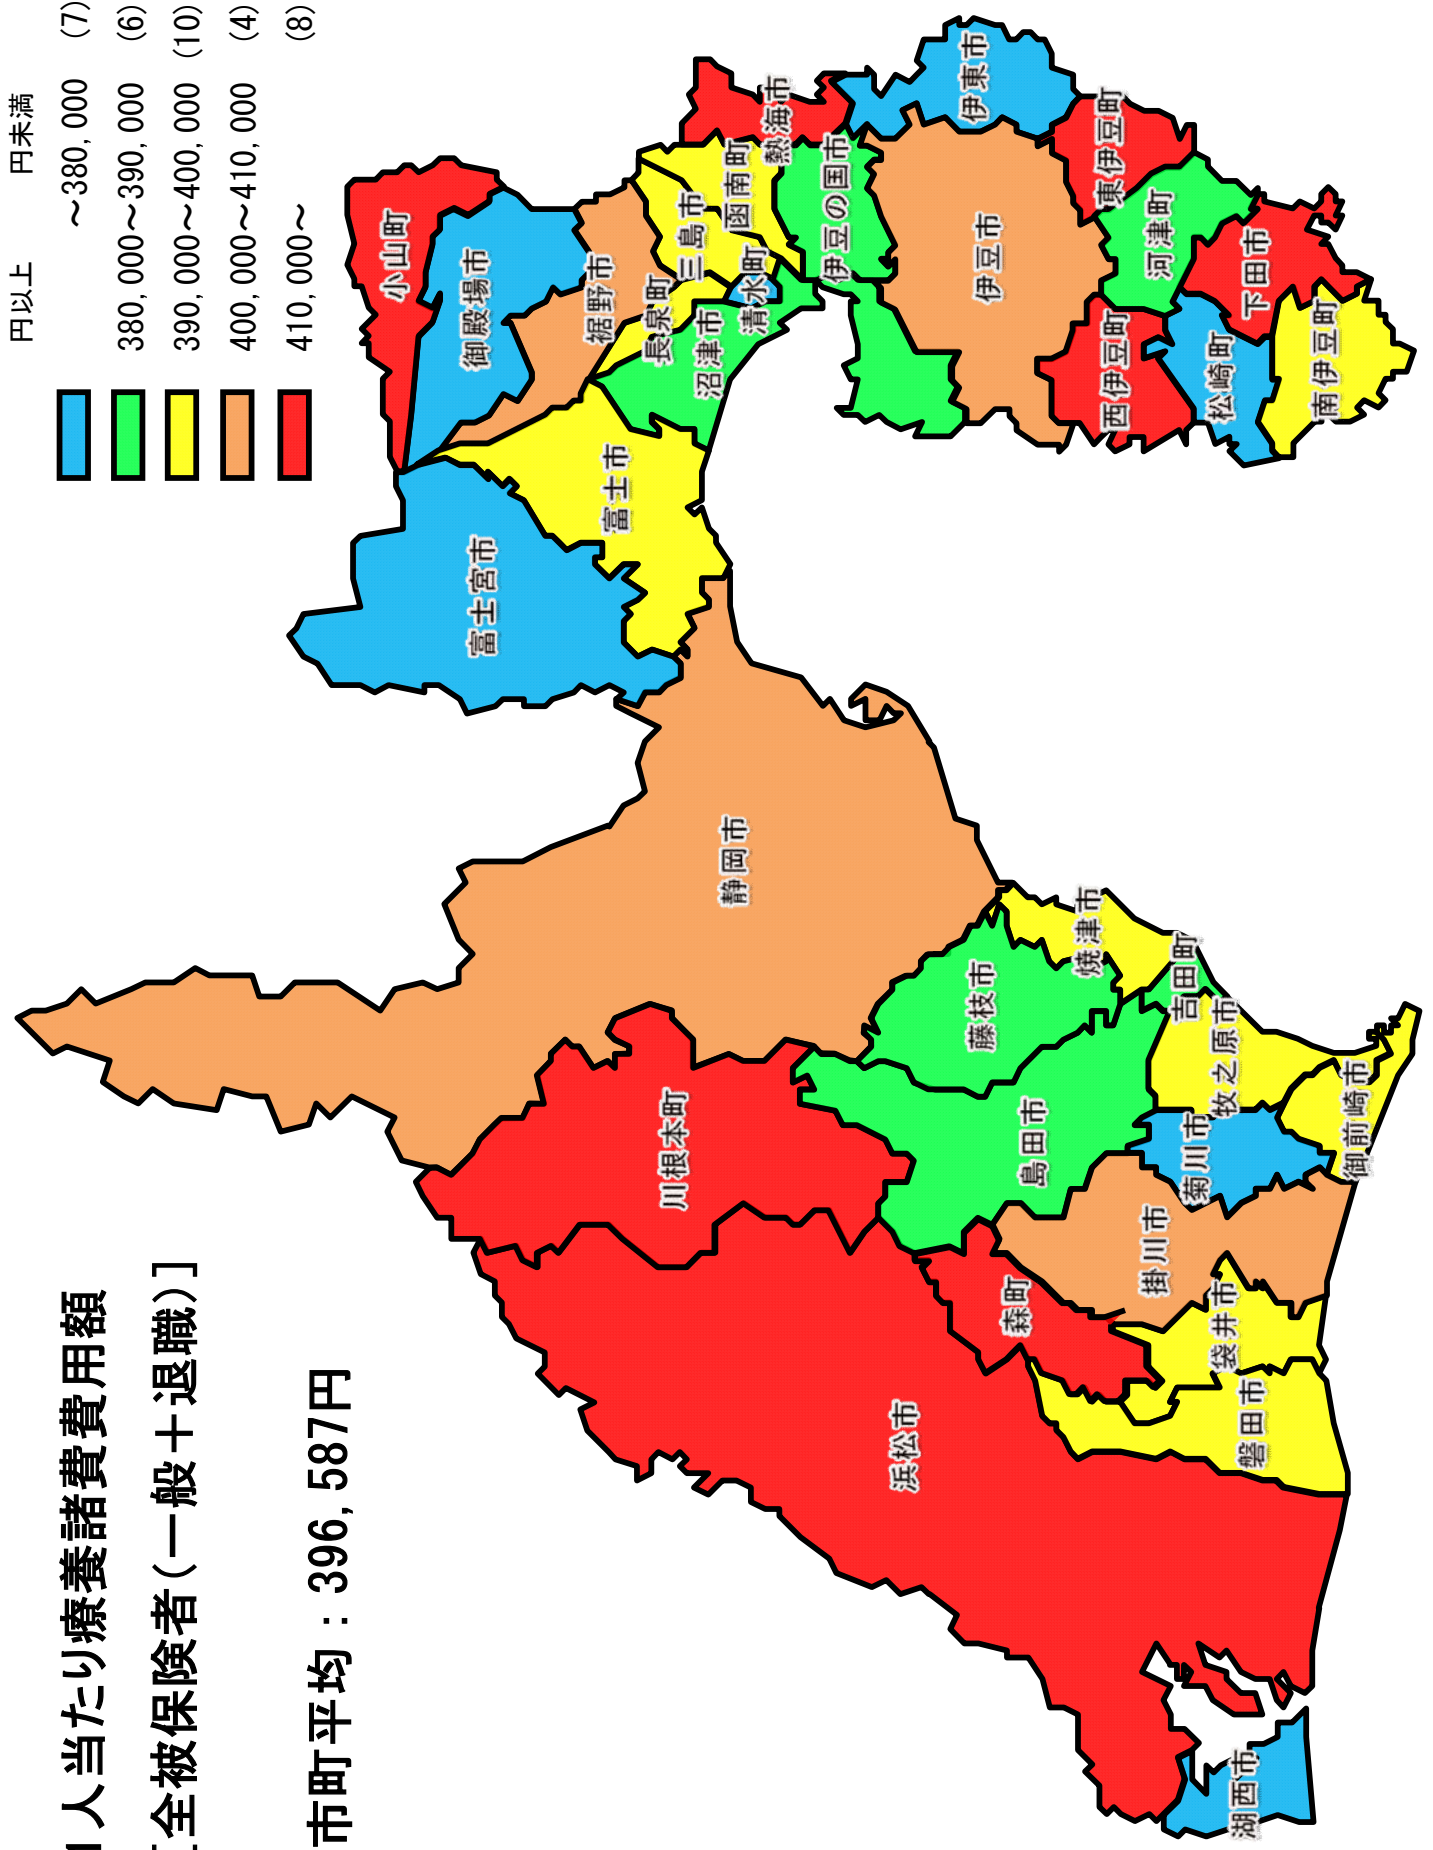 1人当たり療養諸費費用額
[全被保険者(一般+退職)]
市町平均:396,587円
円以上 円未満
~380,000 (7)
380,000~390,000 (6)
390,000~400,000 (10)
400,000~410,000 (4)
410,000~ (8)
小山町
御殿場市
裾野市
長泉町
三島市
函南町
熱海市
清水町
沼津市
伊豆の国市
伊東市
伊豆市
東伊豆町
河津町
西伊豆町
下田市
松崎町
南伊豆町
富士宮市
富士市
静岡市
川根本町
藤枝市
焼津市
島田市
吉田町
牧之原市
菊川市
御前崎市
掛川市
森町
袋井市
磐田市
浜松市
湖西市